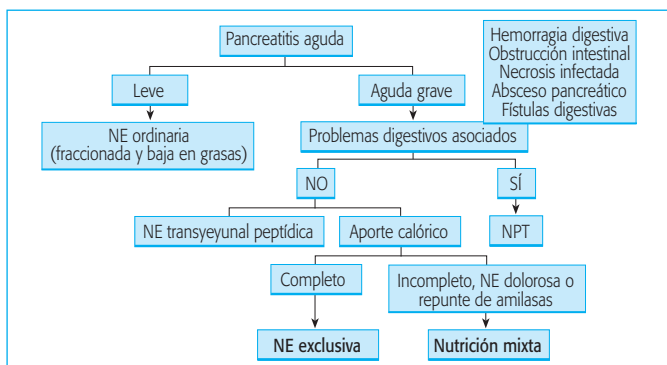 Pancreatitis aguda
Hemorragia digestiva
Obstrucción intestinal
Necrosis infectada
Absceso pancreático
Fístulas digestivas
Leve
Aguda grave
NE ordinaria
(fraccionada y baja en grasas)
Problemas digestivos asociados
NO
SÍ
NE transyeyunal peptídica
Aporte calórico
NPT
Completo
Incompleto, NE dolorosa o
repunte de amilasas
NE exclusiva
Nutrición mixta